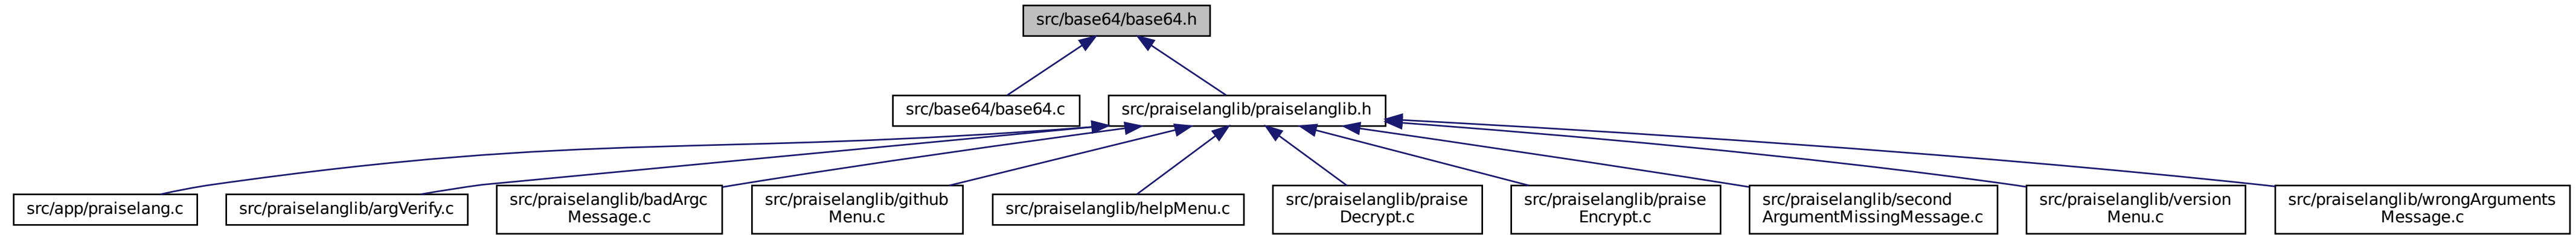 src/base64/base64.h
src/base64/base64.c
src/praiselanglib/praiselanglib.h
src/app/praiselang.c
src/praiselanglib/argVerify.c
src/praiselanglib/badArgc
Message.c
src/praiselanglib/github
Menu.c
src/praiselanglib/helpMenu.c
src/praiselanglib/praise
Decrypt.c
src/praiselanglib/praise
Encrypt.c
src/praiselanglib/second
ArgumentMissingMessage.c
src/praiselanglib/version
Menu.c
src/praiselanglib/wrongArguments
Message.c